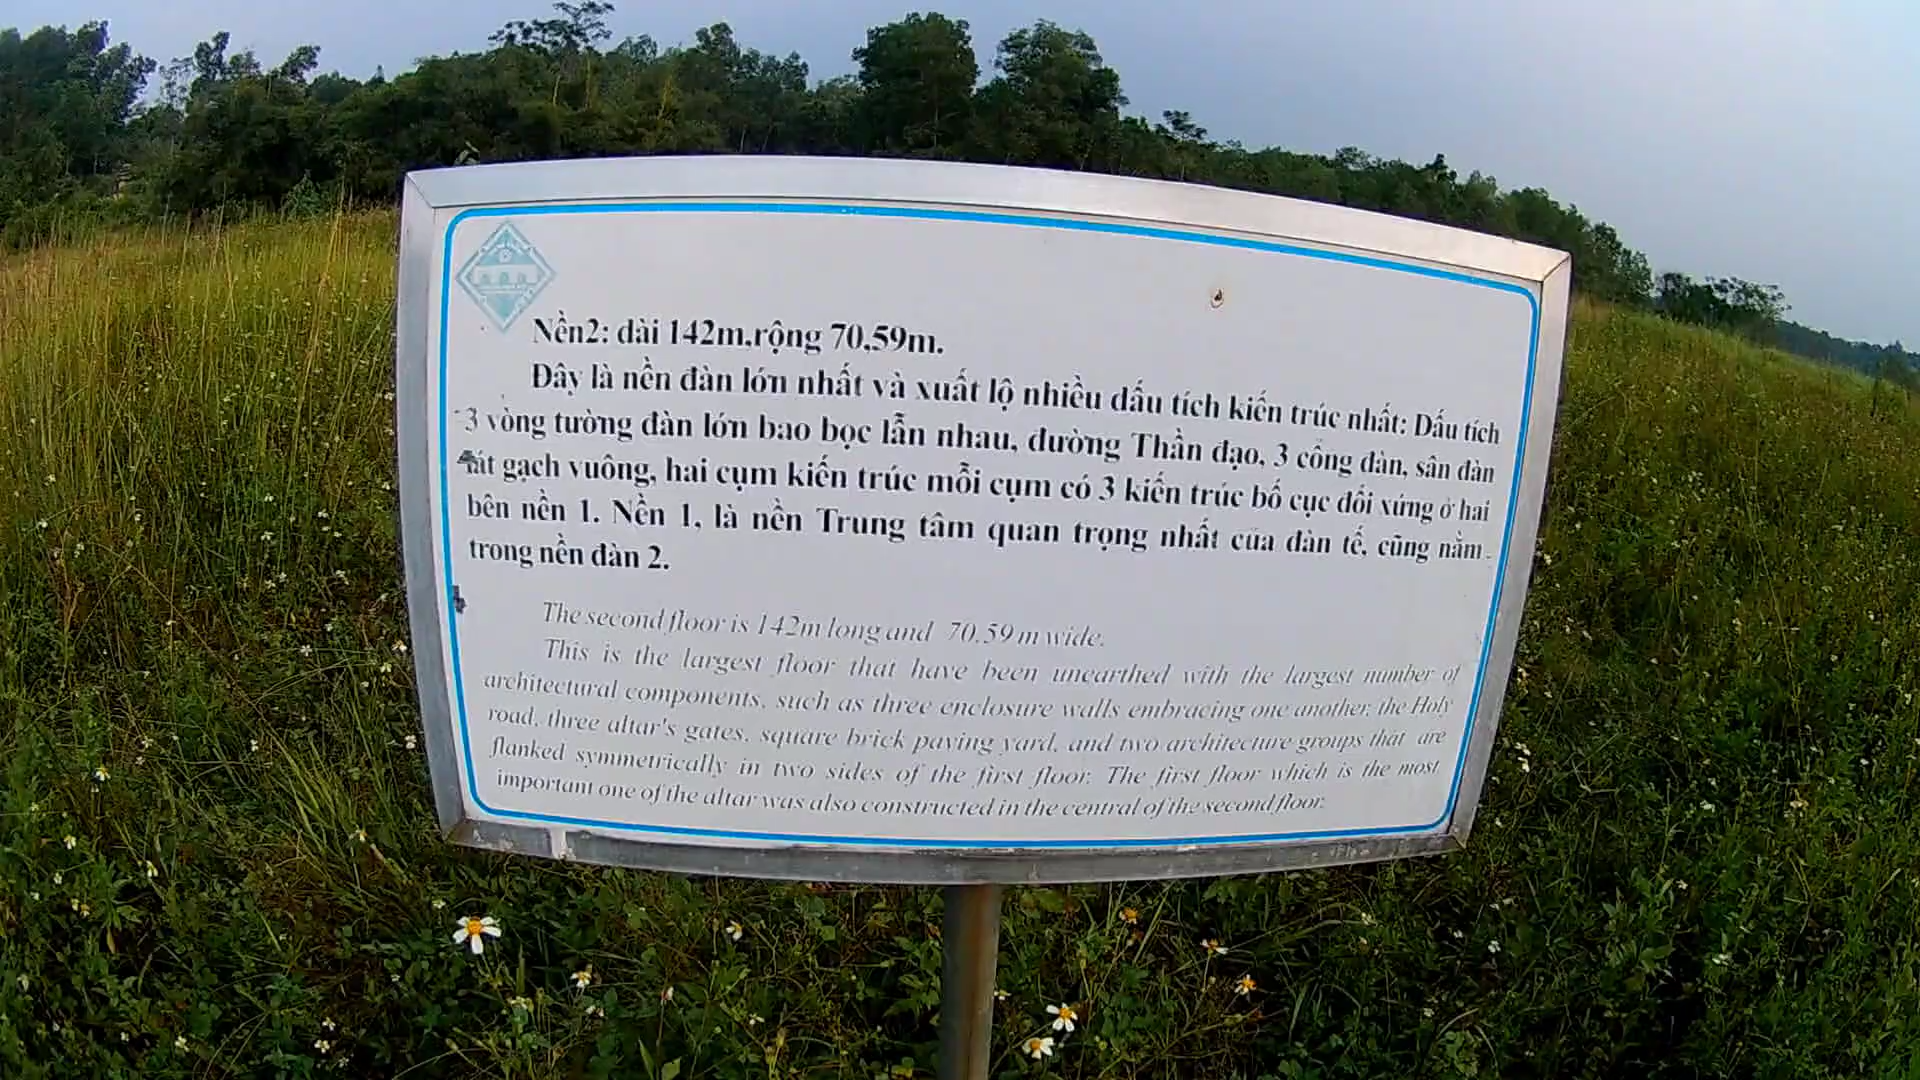 Nền2: dài 142m,rộng 70,59m.
Đây là nền đàn lớn nhất và xuất lộ nhiều dấu tích kiến trúc nhất: Dấu tích
3 vòng tường đàn lớn bao bọc lẫn nhau, đường Thần đạo, 3 cổng đàn, sân đàn
lát gạch vuông, hai cụm kiến trúc mỗi cụm có 3 kiến trúc bố cục đối xứng ở hai
bên nền 1. Nền 1, là nền Trung tâm quan trọng nhất của đàn tế, cũng nằm
trong nền đàn 2.
The second floor is 142m long and 70.59 m wide.
This is the largest floor that have been unearthed with the largest number of
architectural components, such as three enclosure walls embracing one another, the Holy
road, three altar's gates, square brick paving yard, and two architecture groups that are
flanked symmetrically in two sides of the first floor. The first floor which is the most
important one of the altar was also constructed in the central of the second floor.